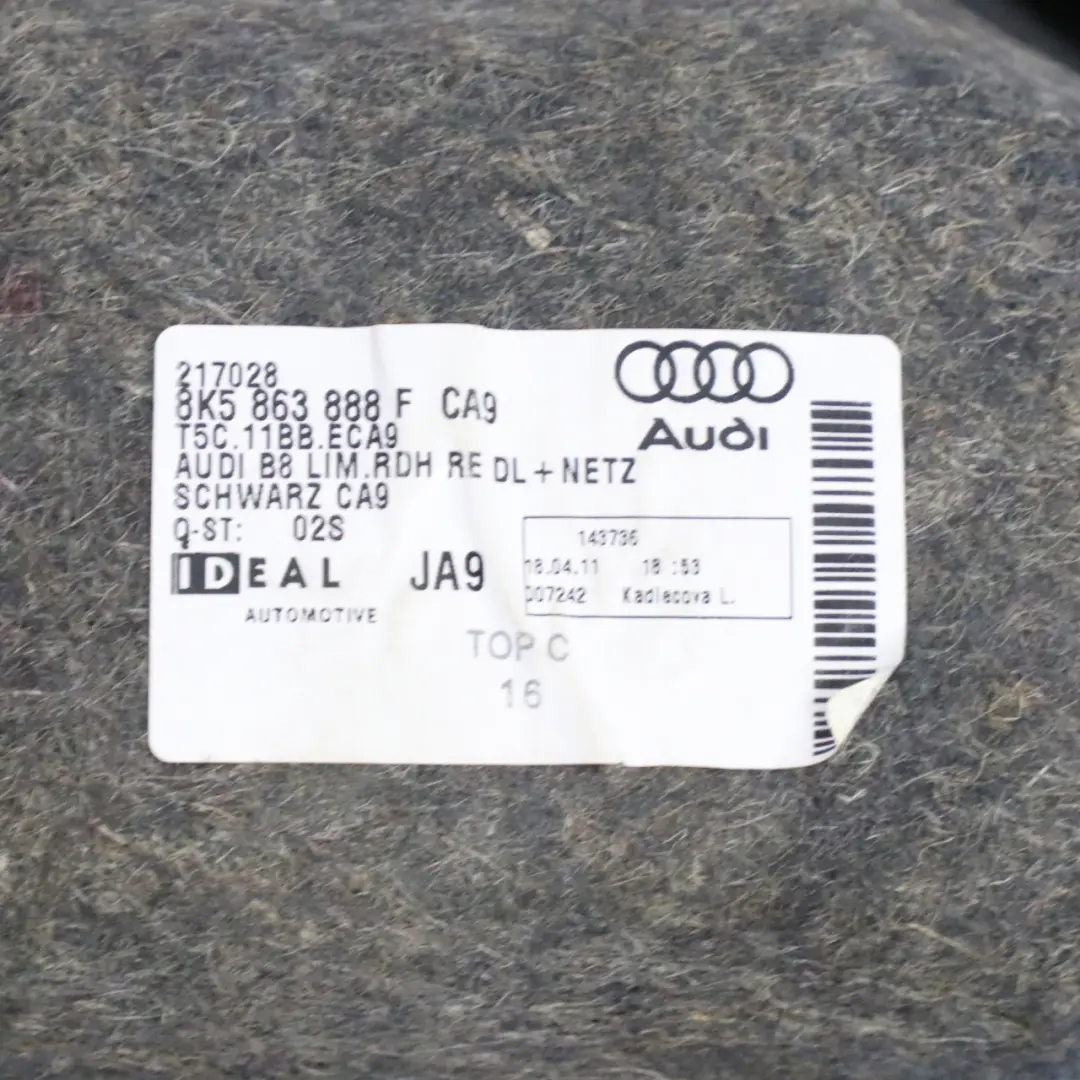 217028
8K5 863 888 F CA9
T5C.11BB.ECA9
AUDI B8 LIM.RDH RE DL + NETZ
SCHWARZ CA9
Q-ST: 02S
IDEAL
AUTOMOTIVE
JA9
Audi
143736
18.04.11 18:53
007242 Kadlecova L.
TOP C
16